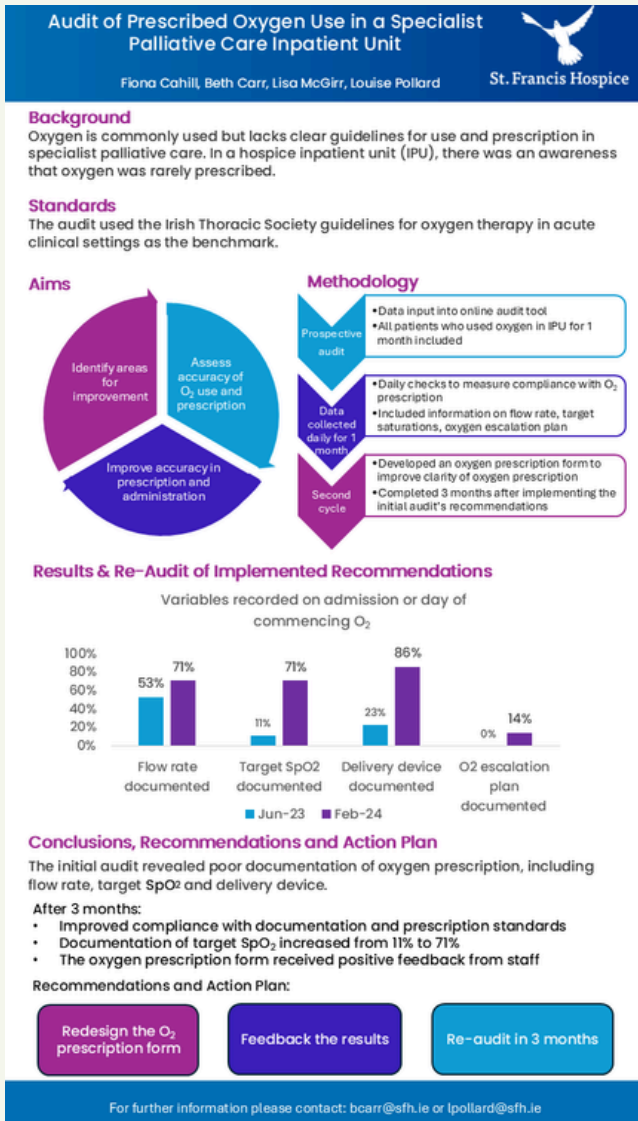 Audit of Prescribed Oxygen Use in a Specialist
Palliative Care Inpatient Unit
Fiona Cahill, Beth Carr, Lisa McGirr, Louise Pollard
St. Francis Hospice
Background
Oxygen is commonly used but lacks clear guidelines for use and prescription in
specialist palliative care. In a hospice inpatient unit (IPU), there was an awareness
that oxygen was rarely prescribed.
Standards
The audit used the Irish Thoracic Society guidelines for oxygen therapy in acute
clinical settings as the benchmark.
Aims
Identify areas
for
improvement
Assess
accuracy of
O₂ use and
prescription
Improve accuracy in
prescription and
administration
Methodology
Prospective
audit
•Data input into online audit tool
•All patients who used oxygen in IPU for 1
month included
Data
collected
daily for 1
month
•Daily checks to measure compliance with O₂
prescription
•Included information on flow rate, target
saturations, oxygen escalation plan
Second
cycle
•Developed an oxygen prescription form to
improve clarity of oxygen prescription
•Completed 3 months after implementing the
initial audit's recommendations
Results & Re-Audit of Implemented Recommendations
Variables recorded on admission or day of
commencing O₂
100%
80%
60%
40%
20%
0%
53%
71%
11%
71%
23%
86%
0%
14%
Flow rate
documented
Target SpO2
documented
Delivery device
documented
O2 escalation
plan
documented
Jun-23
Feb-24
Conclusions, Recommendations and Action Plan
The initial audit revealed poor documentation of oxygen prescription, including
flow rate, target SpO² and delivery device.
After 3 months:
• Improved compliance with documentation and prescription standards
• Documentation of target SpO₂ increased from 11% to 71%
• The oxygen prescription form received positive feedback from staff
Recommendations and Action Plan:
Redesign the O₂
prescription form
Feedback the results
Re-audit in 3 months
For further information please contact: bcarr@sfh.ie or lpollard@sfh.ie